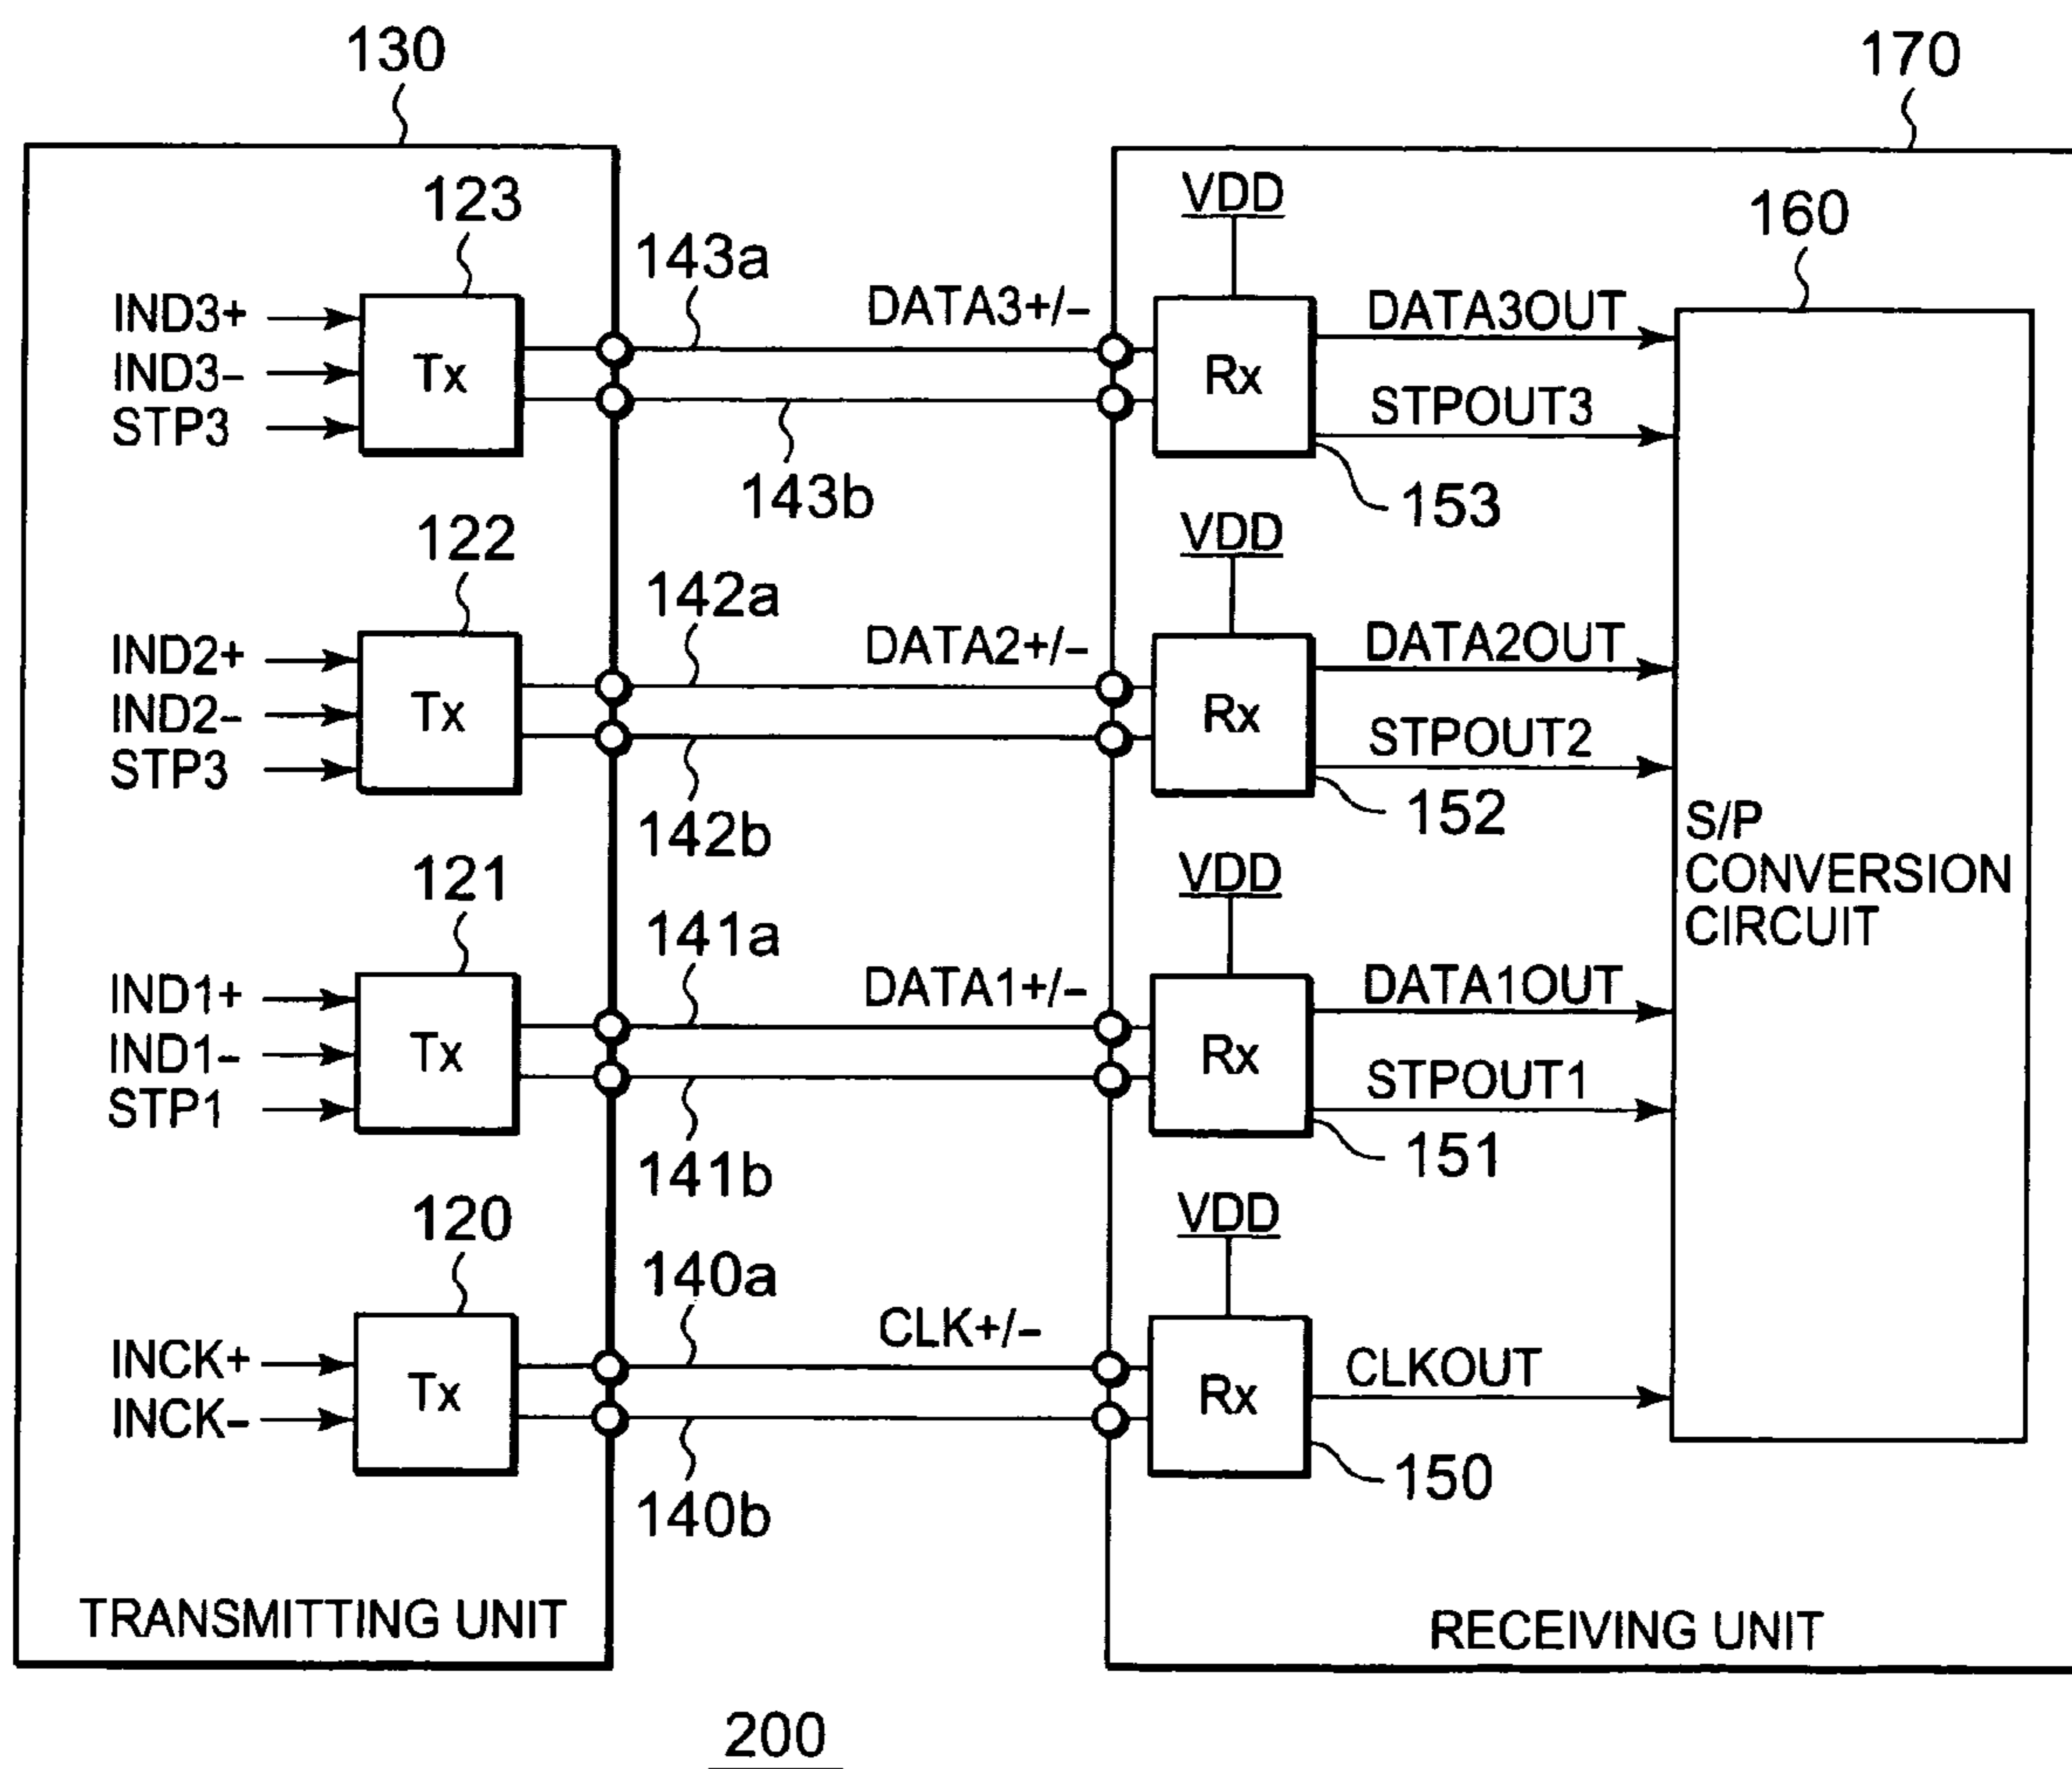 130
170
123
VDD
160
143a
IND3+
IND3-
STP3
Tx
DATA3+/-
Rx
DATA3OUT
STPOUT3
143b
153
122
VDD
142a
IND2+
IND2-
STP3
Tx
DATA2+/-
Rx
DATA2OUT
STPOUT2
142b
152
S/P
CONVERSION
CIRCUIT
121
VDD
141a
IND1+
IND1-
STP1
Tx
DATA1+/-
Rx
DATA1OUT
STPOUT1
141b
151
120
VDD
140a
INCK+
INCK-
Tx
CLK+/-
Rx
CLKOUT
140b
150
TRANSMITTING UNIT
RECEIVING UNIT
200